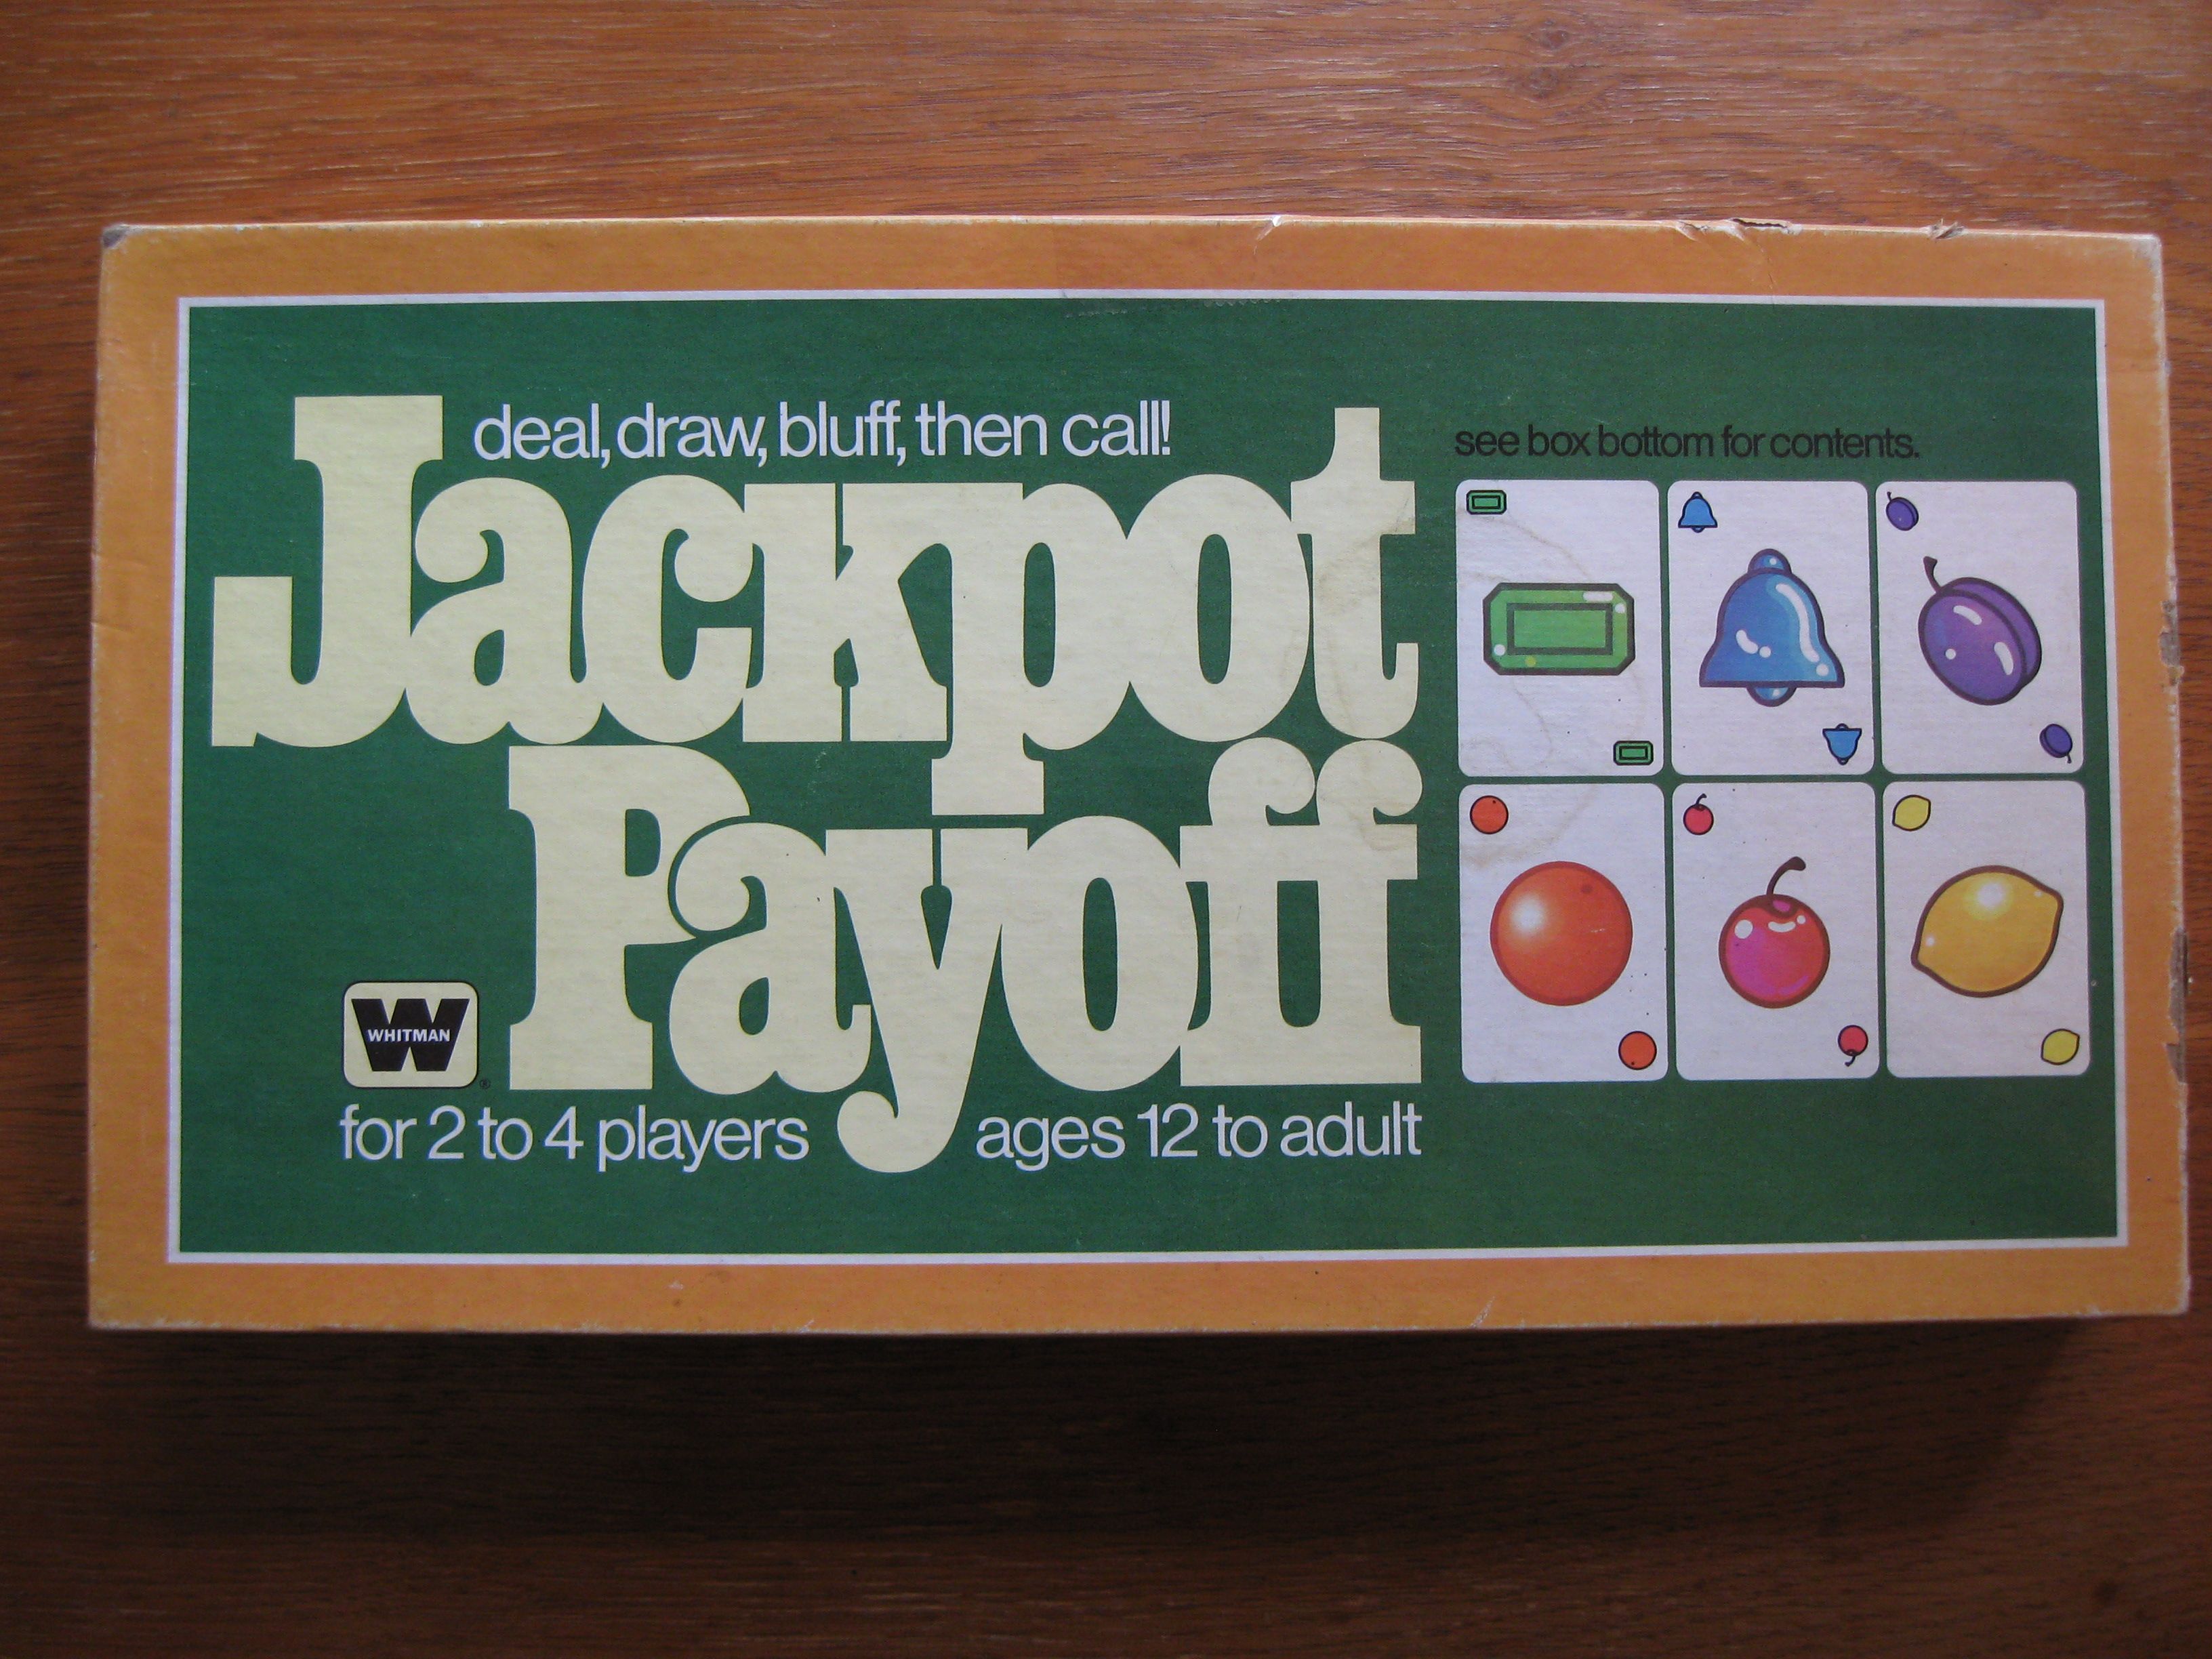 deal, draw, bluff, then call!
Jackpot
Payoff
WHITMAN
®
for 2 to 4 players
ages 12 to adult
see box bottom for contents.